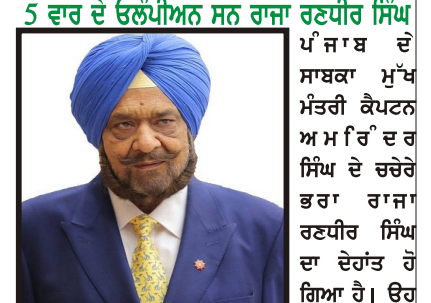 5 ਵਾਰ ਦੇ ਓਲੰਪੀਅਨ ਸਨ ਰਾਜਾ ਰਣਧੀਰ ਸਿੰਘ
ਪੰਜਾਬ ਦੇ
ਸਾਬਕਾ ਮੁੱਖ
ਮੰਤਰੀ ਕੈਪਟਨ
ਅਮਰਿੰਦਰ
ਸਿੰਘ ਦੇ ਚਚੇਰੇ
ਭਰਾ ਰਾਜਾ
ਰਣਧੀਰ ਸਿੰਘ
ਦਾ ਦੇਹਾਂਤ ਹੋ
ਗਿਆ ਹੈ। ਉਹ